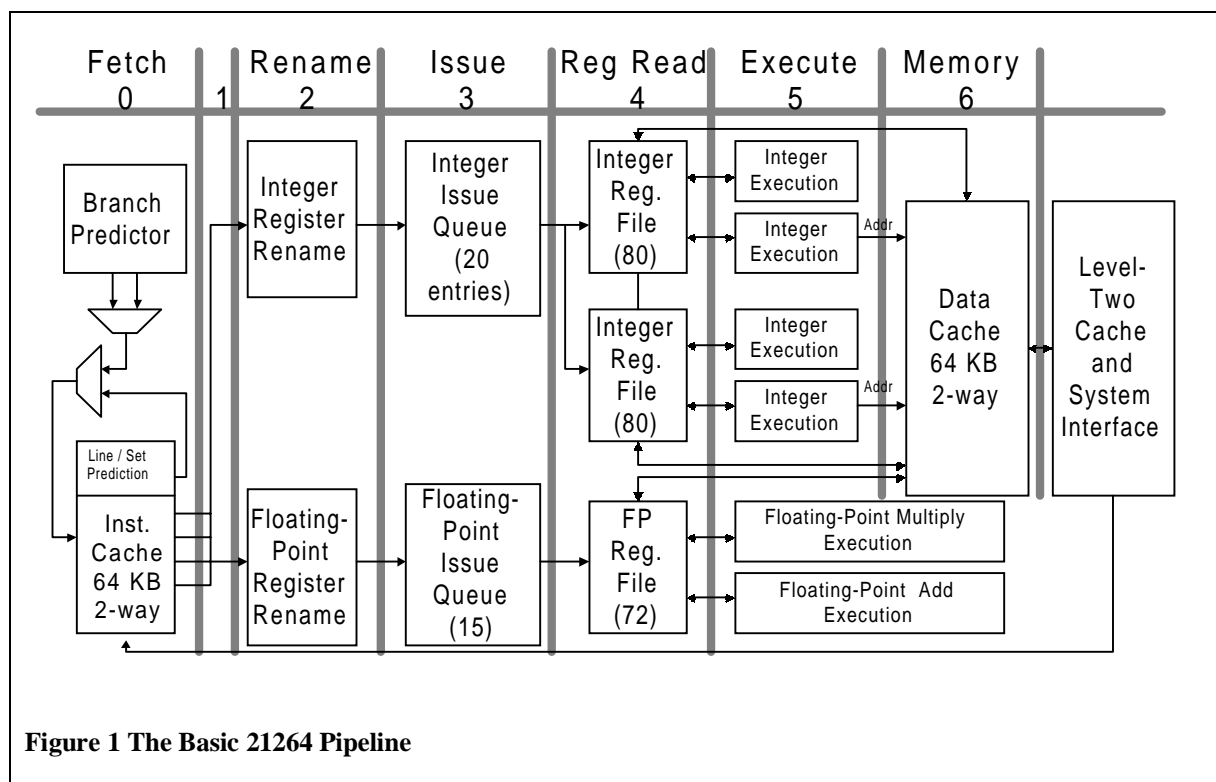 Fetch
0
1
Rename
2
Issue
3
Reg Read
4
Execute
5
Memory
6
Branch
Predictor
Line / Set
Prediction
Inst.
Cache
64 KB
2-way
Integer
Register
Rename
Floating-
Point
Register
Rename
Integer
Issue
Queue
(20
entries)
Floating-
Point
Issue
Queue
(15)
Integer
Reg.
File
(80)
Integer
Reg.
File
(80)
FP
Reg.
File
(72)
Integer
Execution
Integer
Execution
Addr
Integer
Execution
Integer
Execution
Addr
Floating-Point Multiply
Execution
Floating-Point Add
Execution
Data
Cache
64 KB
2-way
Level-
Two
Cache
and
System
Interface
Figure 1 The Basic 21264 Pipeline